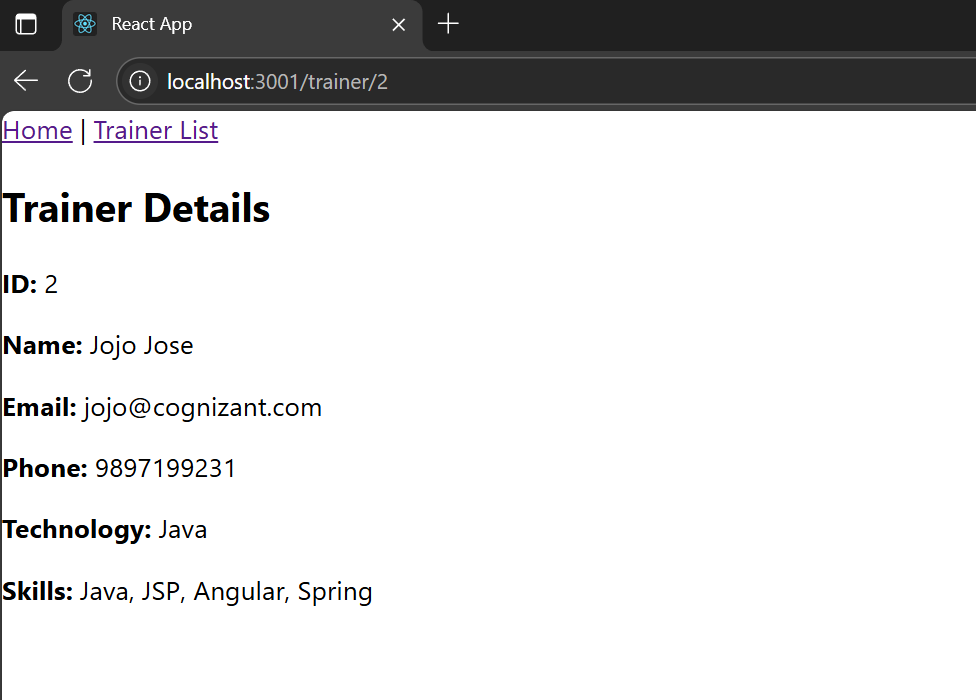 React App
localhost:3001/trainer/2
Home | Trainer List
Trainer Details
ID: 2
Name: Jojo Jose
Email: jojo@cognizant.com
Phone: 9897199231
Technology: Java
Skills: Java, JSP, Angular, Spring